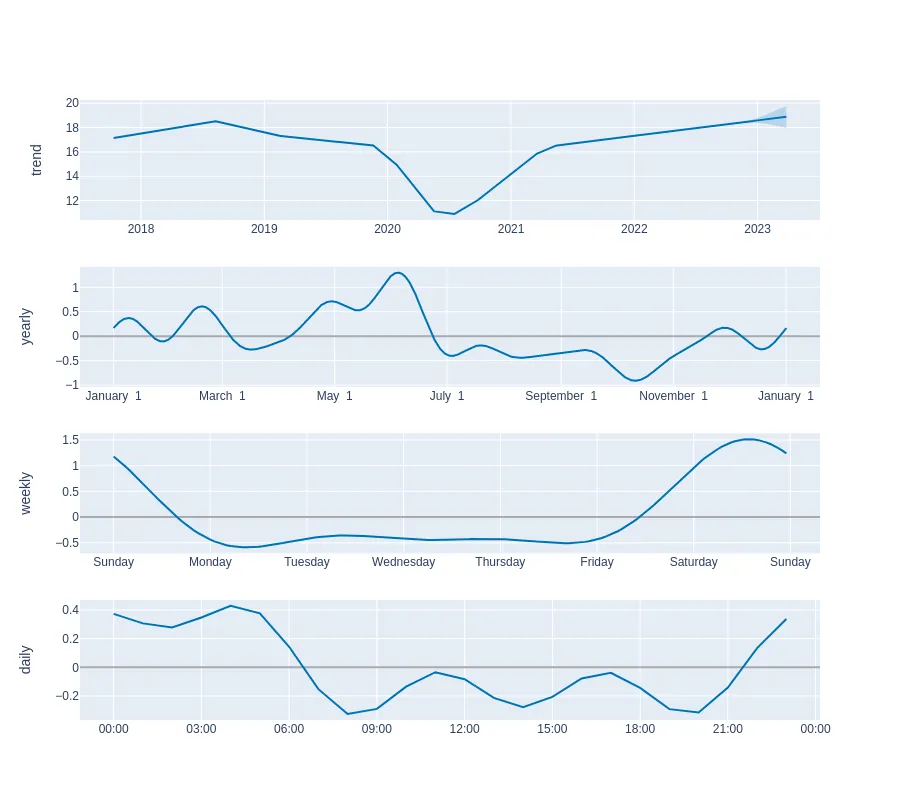 trend
20
18
16
14
12
2018 2019 2020 2021 2022 2023
yearly
1
0.5
0
−0.5
−1
January 1 March 1 May 1 July 1 September 1 November 1 January 1
weekly
1.5
1
0.5
0
−0.5
Sunday Monday Tuesday Wednesday Thursday Friday Saturday Sunday
daily
0.4
0.2
0
−0.2
00:00 03:00 06:00 09:00 12:00 15:00 18:00 21:00 00:00